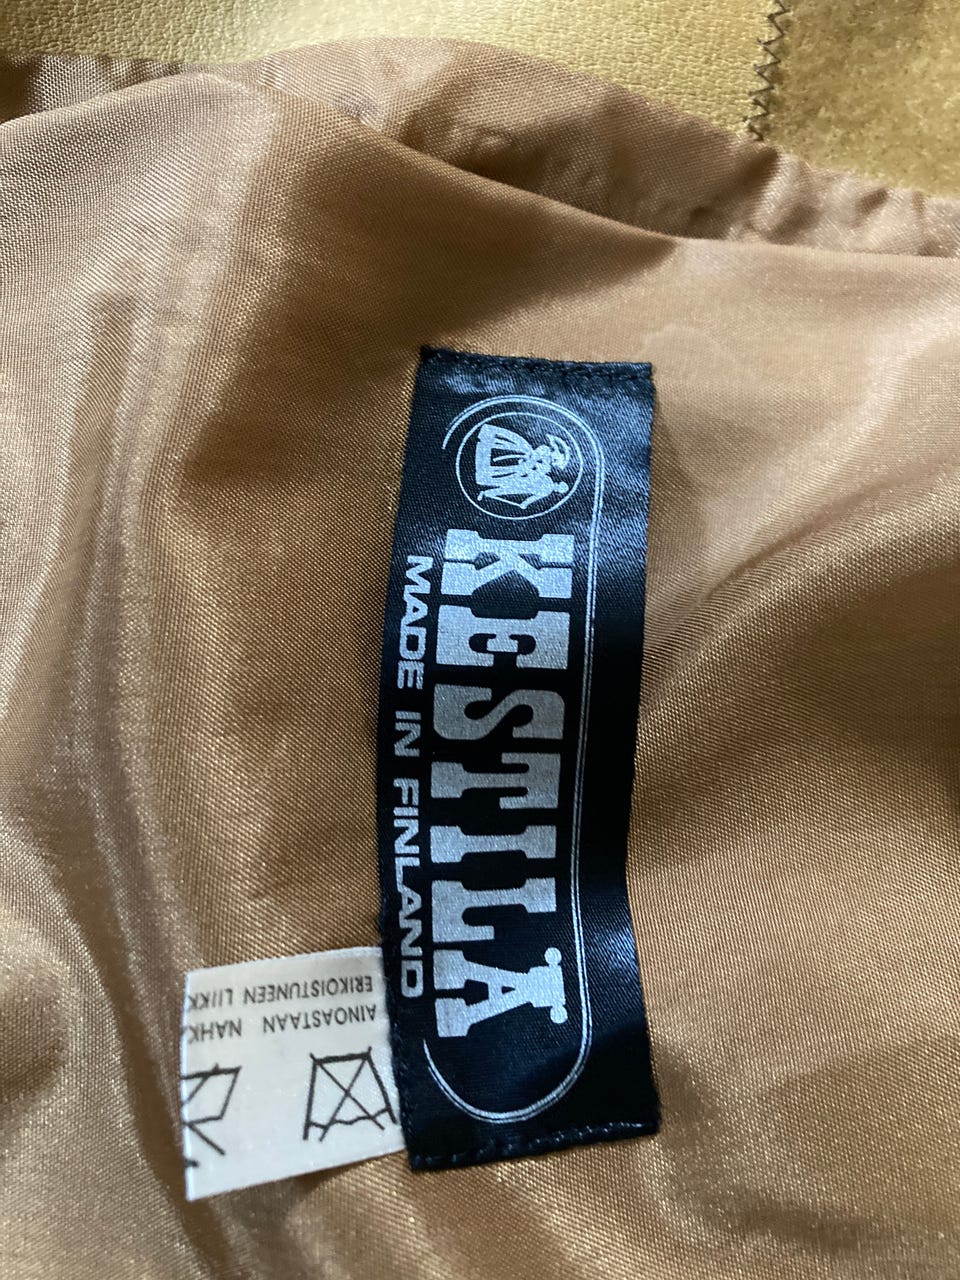 KESTILÄ
MADE IN FINLAND
AINOASTAAN NAHK
ERIKOISTUNEEN LIIKK